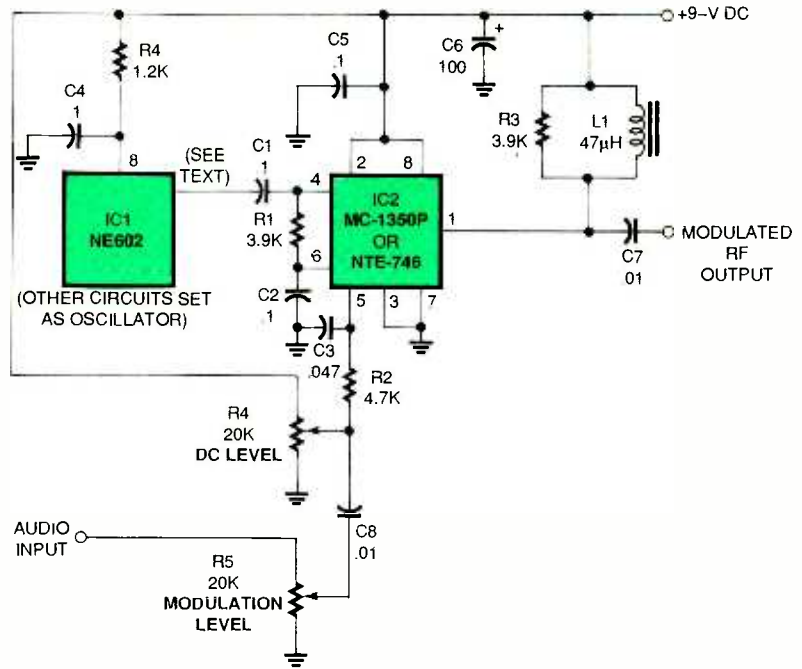 +9-V DC
R4
1.2K
C5
.1
C6
+
100
C4
1
R3
3.9K
L1
47µH
8
(SEE
TEXT)
C1
1
2
8
4
IC1
NE602
IC2
MC-1350P
OR
NTE-746
1
R1
3.9K
6
MODULATED
RF
OUTPUT
C7
.01
(OTHER CIRCUITS SET
AS OSCILLATOR)
C2
1
5
3
7
C3
.047
R2
4.7K
R4
20K
DC LEVEL
AUDIO
INPUT
C8
.01
R5
20K
MODULATION
LEVEL